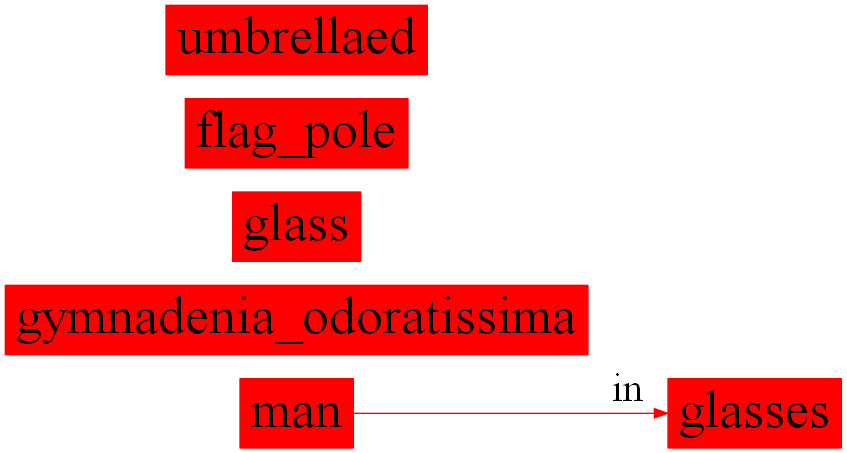 umbrellaed
flag_pole
glass
gymnadenia_odoratissima
man in glasses